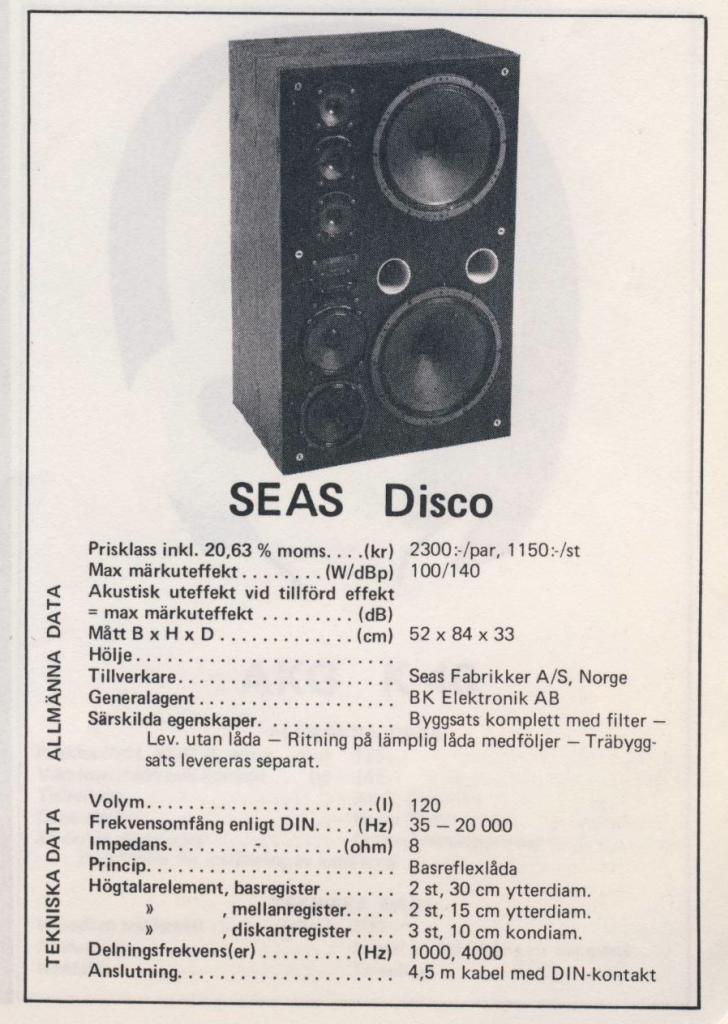 SEAS Disco
ALLMÄNNA DATA
Prisklass inkl. 20,63 % moms. . . .(kr) 2300:-/par, 1150:-/st
Max märkuteffekt . . . . . . . . (W/dBp) 100/140
Akustisk uteffekt vid tillförd effekt
= max märkuteffekt . . . . . . . . . (dB)
Mått B x H x D . . . . . . . . . . . . . (cm) 52 x 84 x 33
Hölje . . . . . . . . . . . . . . . . . . . . . . . . .
Tillverkare . . . . . . . . . . . . . . . . . . . . . Seas Fabrikker A/S, Norge
Generalagent . . . . . . . . . . . . . . . . . . . BK Elektronik AB
Särskilda egenskaper. . . . . . . . . . . . . Byggsats komplett med filter —
Lev. utan låda — Ritning på lämplig låda medföljer — Träbygg-
sats levereras separat.
TEKNISKA DATA
Volym . . . . . . . . . . . . . . . . . . . . . . .(l) 120
Frekvensomfång enligt DIN. . . . (Hz) 35 — 20 000
Impedans. . . . . . . . . . . . . . . . .(ohm) 8
Princip. . . . . . . . . . . . . . . . . . . . . . . . Basreflexlåda
Högtalarelement, basregister . . . . . . . 2 st, 30 cm ytterdiam.
» , mellanregister. . . . . 2 st, 15 cm ytterdiam.
» , diskantregister . . . . 3 st, 10 cm kondiam.
Delningsfrekvens(er) . . . . . . . . . (Hz) 1000, 4000
Anslutning. . . . . . . . . . . . . . . . . . . . . 4,5 m kabel med DIN-kontakt